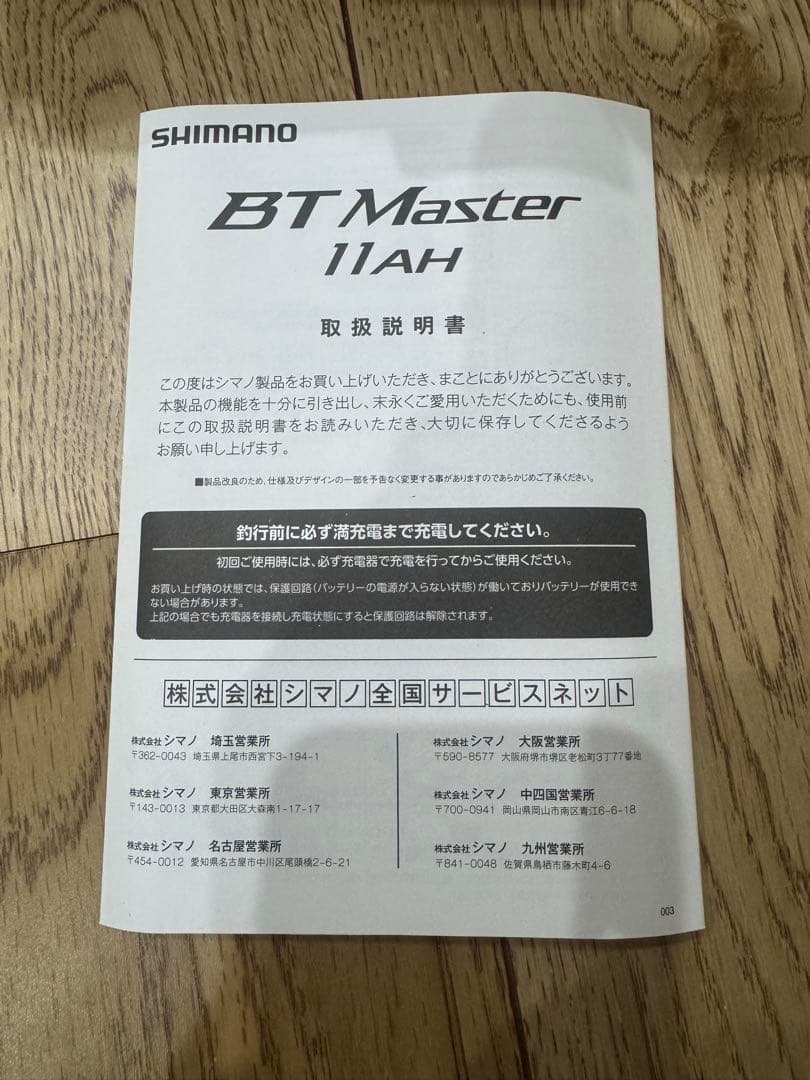 SHIMANO
BT Master
11AH
取扱説明書
この度はシマノ製品をお買い上げいただき、まことにありがとうございます。
本製品の機能を十分に引き出し、末永くご愛用いただくためにも、使用前
にこの取扱説明書をお読みいただき、大切に保存してくださるよう
お願い申し上げます。
■製品改良のため、仕様及びデザインの一部を予告なく変更する事がありますのであらかじめご了承ください。
釣行前に必ず満充電まで充電してください。
初回ご使用時には、必ず充電器で充電を行ってからご使用ください。
お買い上げ時の状態では、保護回路(バッテリーの電源が入らない状態)が働いておりバッテリーが使用でき
ない場合があります。
上記の場合でも充電器を接続し充電状態にすると保護回路は解除されます。
株式会社シマノ全国サービスネット
株式会社 シマノ 埼玉営業所
〒362-0043 埼玉県上尾市西宮下3-194-1
株式会社 シマノ 東京営業所
〒143-0013 東京都大田区大森南1-17-17
株式会社 シマノ 名古屋営業所
〒454-0012 愛知県名古屋市中川区尾頭橋2-6-21
株式会社 シマノ 大阪営業所
〒590-8577 大阪府堺市堺区老松町3丁77番地
株式会社 シマノ 中四国営業所
〒700-0941 岡山県岡山市南区青江6-6-18
株式会社 シマノ 九州営業所
〒841-0048 佐賀県鳥栖市藤木町4-6
003